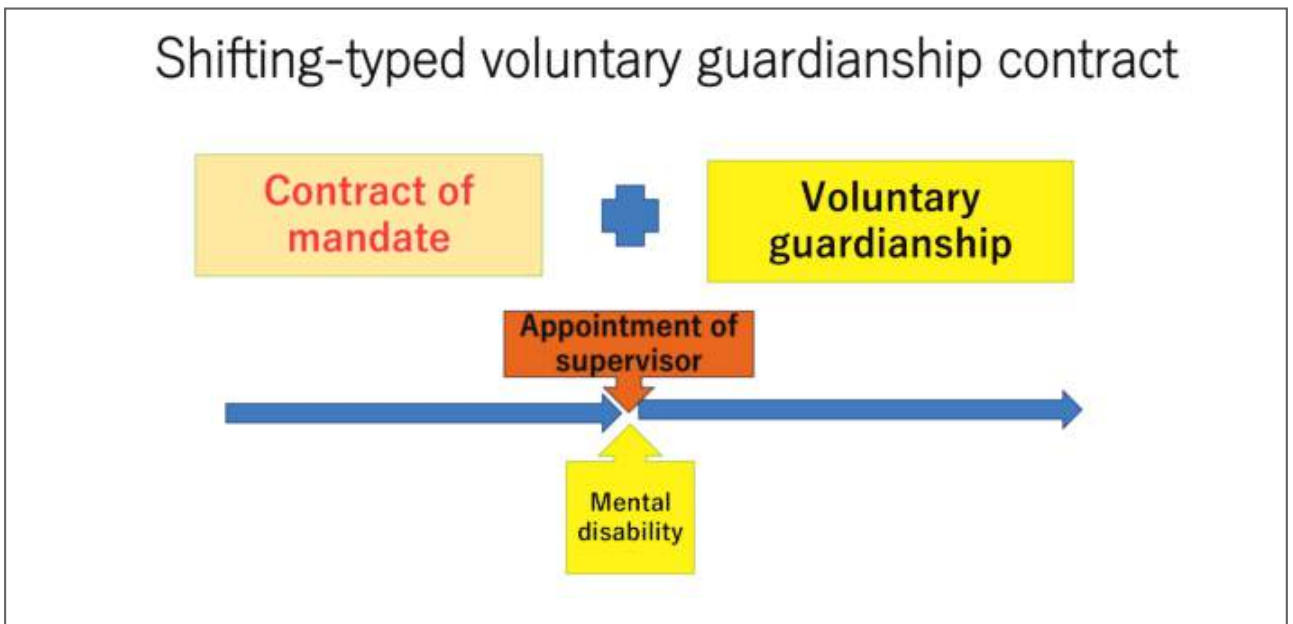 Shifting-typed voluntary guardianship contract
Contract of
mandate
Voluntary
guardianship
Appointment of
supervisor
Mental
disability